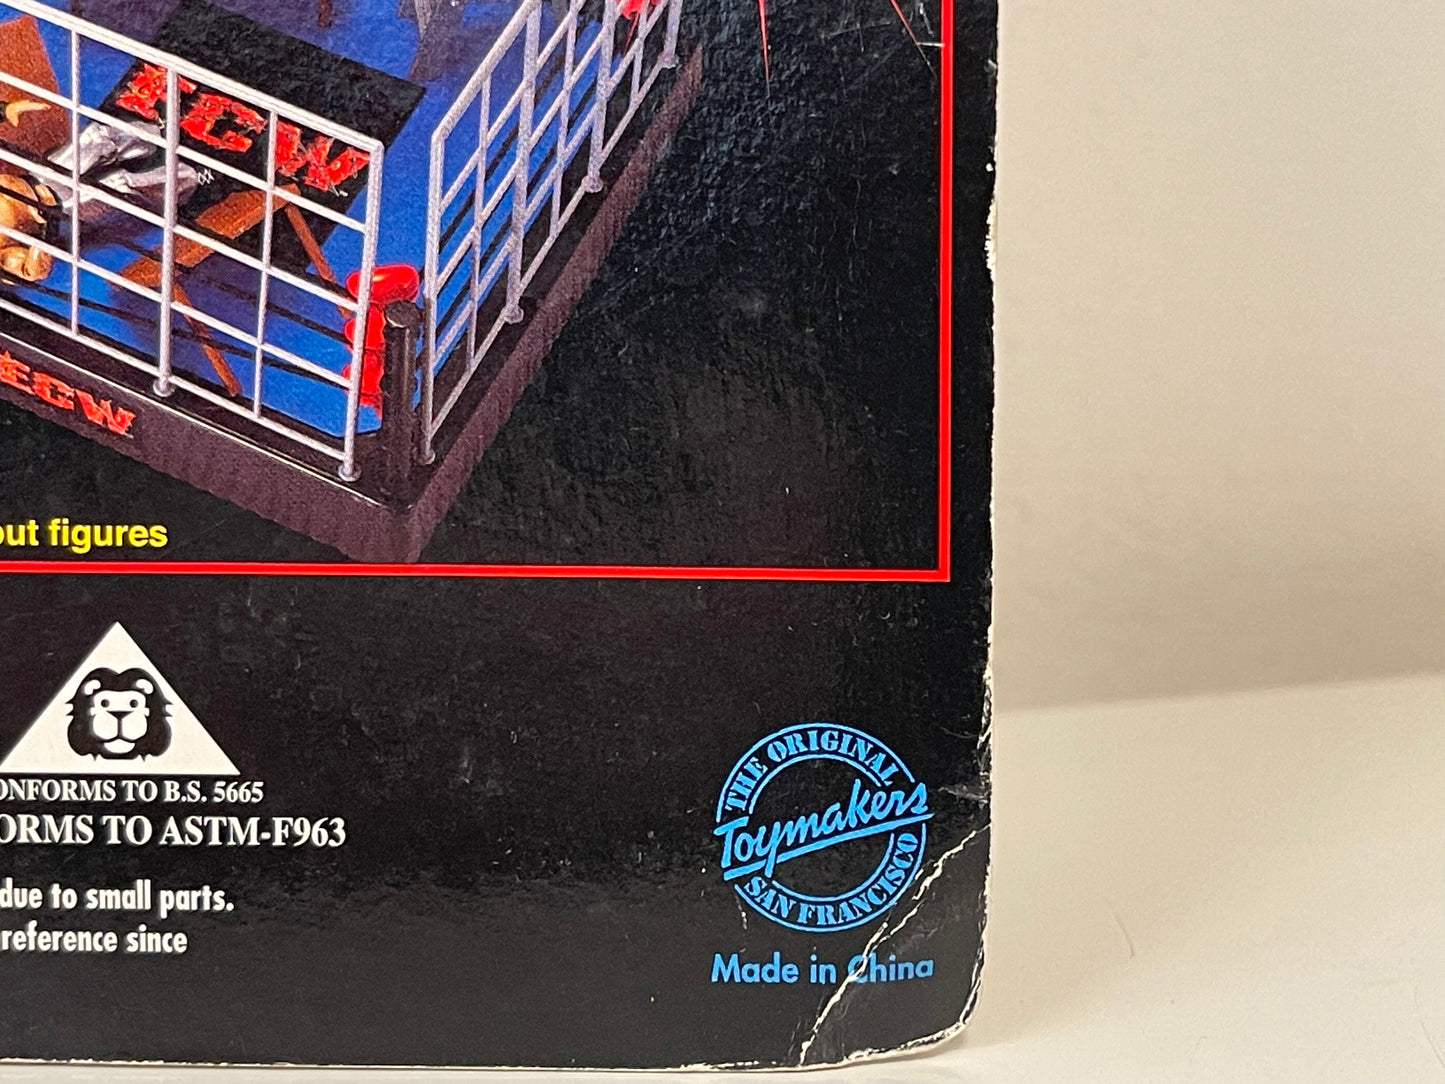 ECW
ECW
out figures
ONFORMS TO B.S. 5665
ORMS TO ASTM-F963
due to small parts.
reference since
THE ORIGINAL
Toymakers
SAN FRANCISCO
Made in China